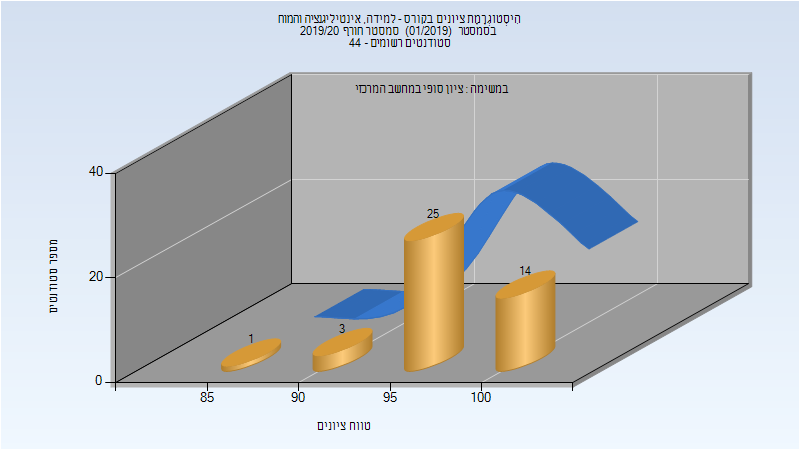 היסטוגרמת ציונים בקורס - למידה, אינטיליגנציה והמוח
בסמסטר (01/2019) סמסטר חורף 2019/20
סטודנטים רשומים - 44
במשימה : ציון סופי במחשב המרכזי
מספר סטודנטים
40
20
0
1
3
25
14
85
90
95
100
טווח ציונים